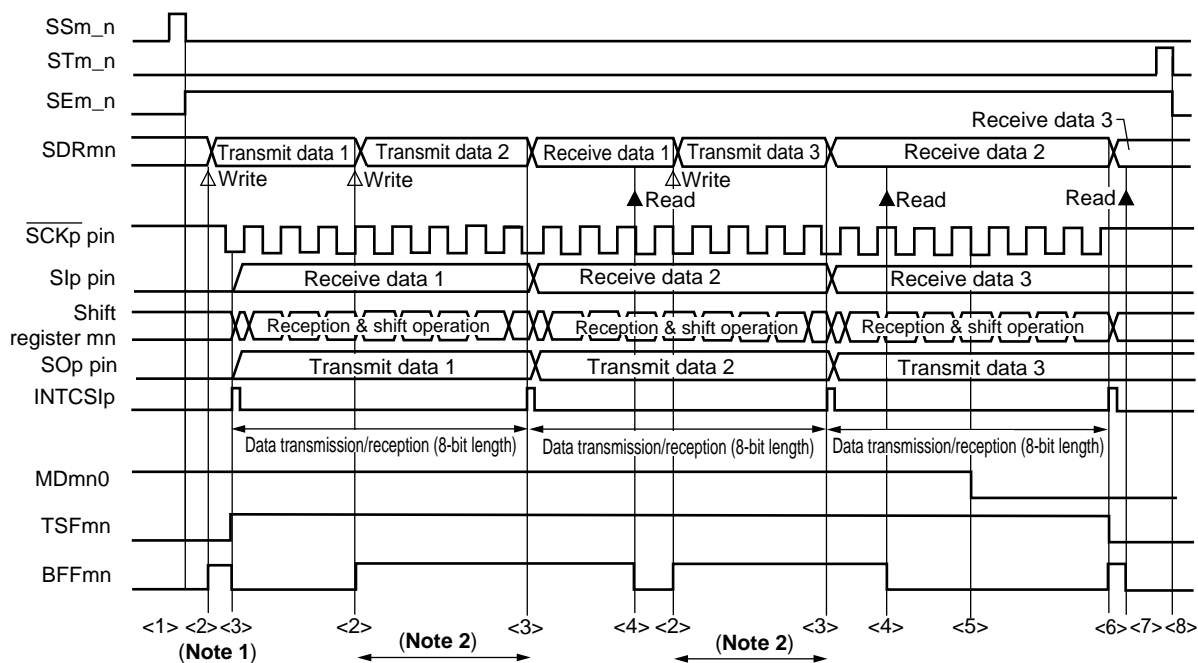 SSm_n
STm_n
SEm_n
Receive data 3
SDRmn
Transmit data 1 Transmit data 2 Receive data 1 Transmit data 3 Receive data 2
Write Write Write
Read Read Read
SCKp pin
SIp pin
Receive data 1 Receive data 2 Receive data 3
Shift
register mn
Reception & shift operation Reception & shift operation Reception & shift operation
SOp pin
Transmit data 1 Transmit data 2 Transmit data 3
INTCSIp
Data transmission/reception (8-bit length) Data transmission/reception (8-bit length) Data transmission/reception (8-bit length)
MDmn0
TSFmn
BFFmn
<1> <2> <3> <2> <3> <4> <2> <3> <4> <5> <6> <7> <8>
(Note 1) (Note 2) (Note 2)